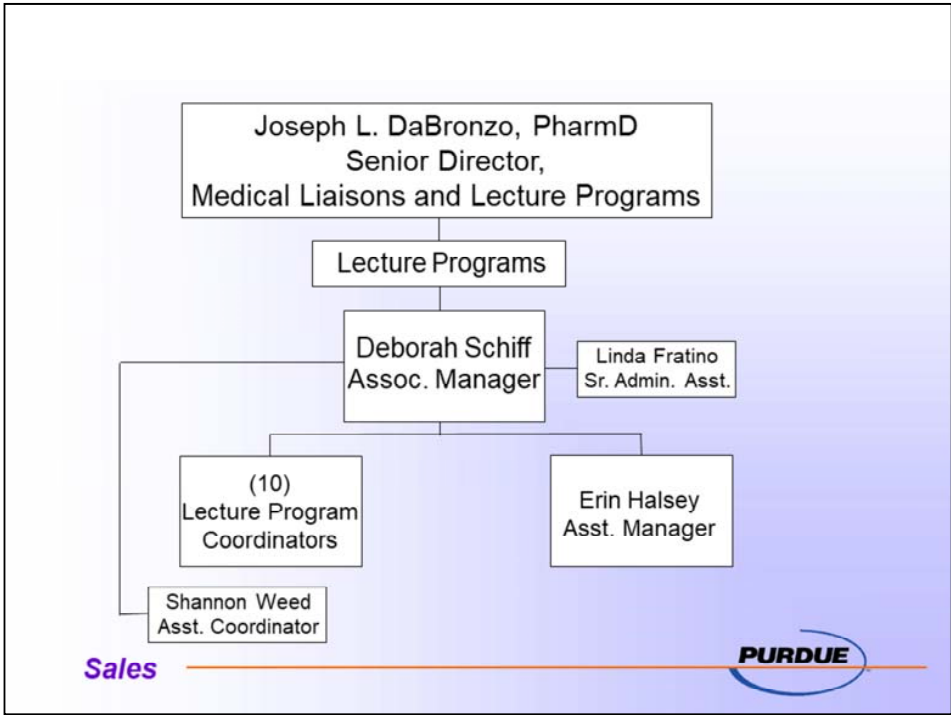 Joseph L. DaBronzo, PharmD
Senior Director,
Medical Liaisons and Lecture Programs
Lecture Programs
Deborah Schiff
Assoc. Manager
Linda Fratino
Sr. Admin. Asst.
(10)
Lecture Program
Coordinators
Erin Halsey
Asst. Manager
Shannon Weed
Asst. Coordinator
Sales
PURDUE